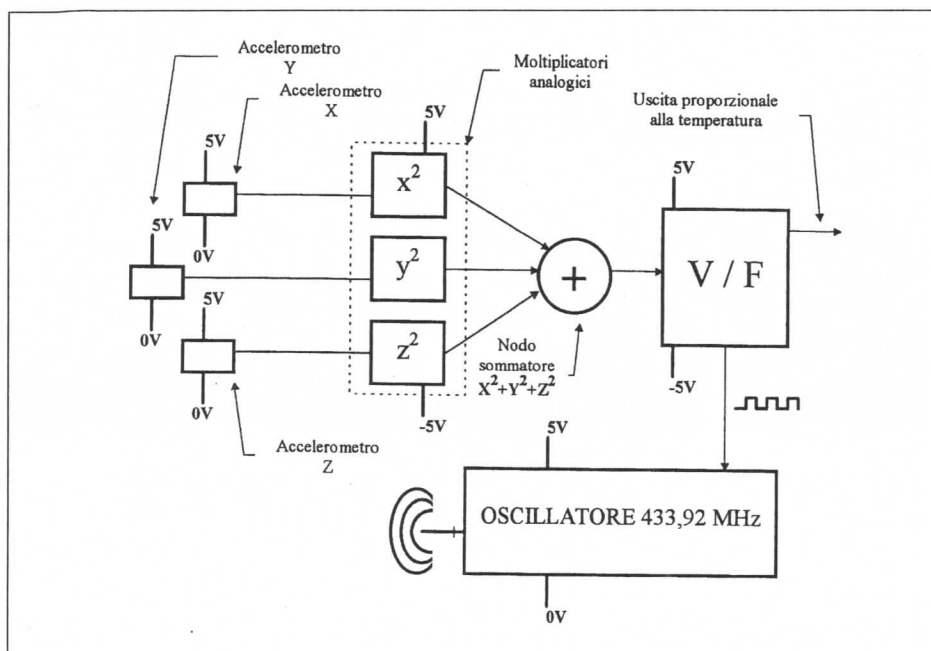 Accelerometro
Y
Accelerometro
X
Moltiplicatori
analogici
Uscita proporzionale
alla temperatura
5V
5V
5V
5V
x²
0V
y²
+
V / F
0V
5V
z²
0V
Nodo
sommatore
X²+Y²+Z²
-5V
-5V
Accelerometro
Z
5V
OSCILLATORE 433,92 MHz
0V